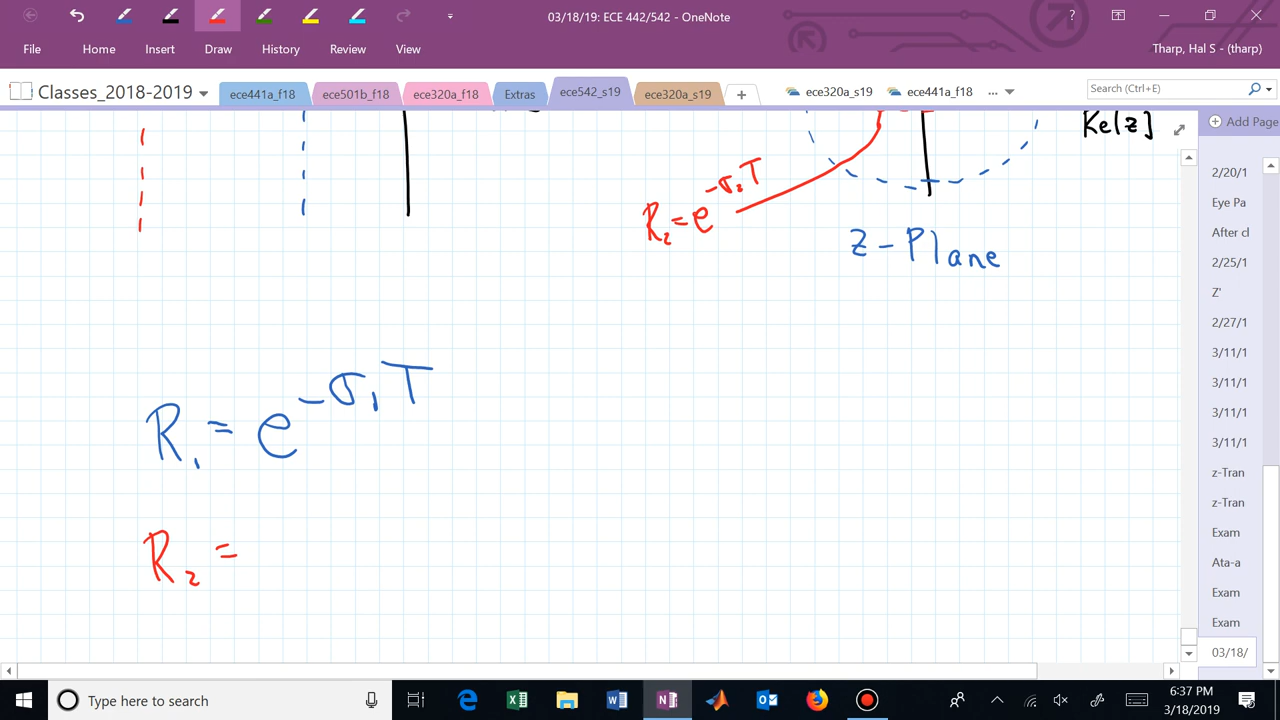 03/18/19: ECE 442/542 - OneNote
Tharp, Hal S - (tharp)
File Home Insert Draw History Review View
Classes_2018-2019 ece441a_f18 ece501b_f18 ece320a_f18 Extras ece542_s19 ece320a_s19 + ece320a_s19 ece441a_f18 ... Search (Ctrl+E)
Re[z]
Add Page
2/20/1
Eye Pa
After cl
2/25/1
Z'
2/27/1
3/11/1
3/11/1
3/11/1
3/11/1
z-Tran
z-Tran
Exam
Ata-a
Exam
Exam
03/18/
R₂ = e^-σ₂T
z-Plane
R₁ = e^-σ₁T
R₂ =
Type here to search
6:37 PM
3/18/2019